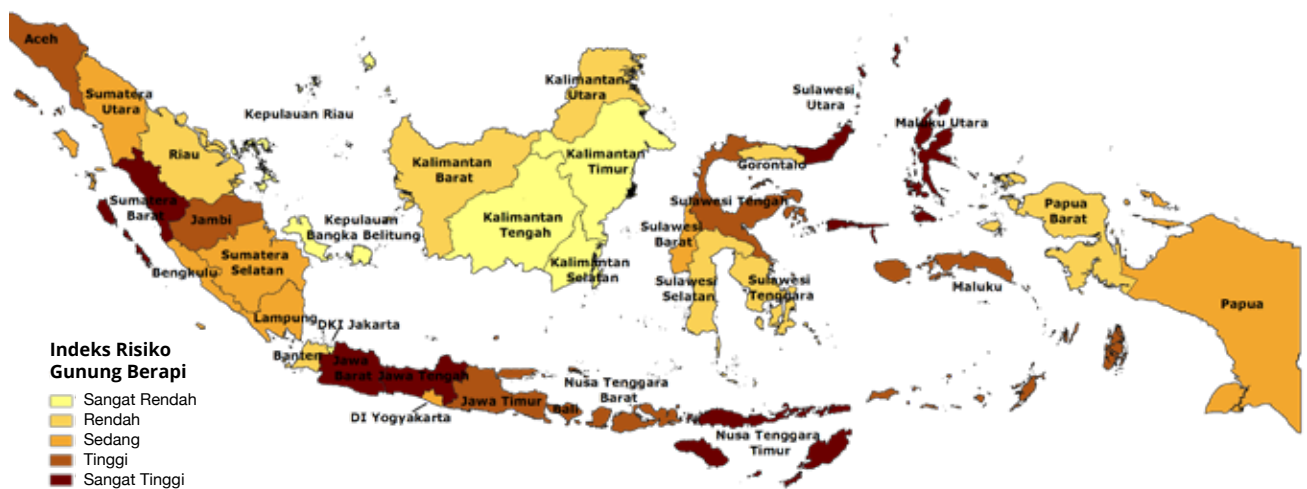 Aceh
Sumatera
Utara
Kepulauan Riau
Riau
Sumatera
Barat
Jambi
Kepulauan
Bangka Belitung
Sumatera
Selatan
Bengkulu
Lampung
DKI Jakarta
Banten
Jawa
Barat
Jawa Tengah
DI Yogyakarta
Jawa Timur
Bali
Nusa Tenggara
Barat
Nusa Tenggara
Timur
Kalimantan
Utara
Kalimantan
Barat
Kalimantan
Timur
Kalimantan
Tengah
Kalimantan
Selatan
Sulawesi
Utara
Gorontalo
Sulawesi Tengah
Sulawesi
Barat
Sulawesi
Selatan
Sulawesi
Tenggara
Maluku Utara
Maluku
Papua
Barat
Papua
Indeks Risiko
Gunung Berapi
Sangat Rendah
Rendah
Sedang
Tinggi
Sangat Tinggi